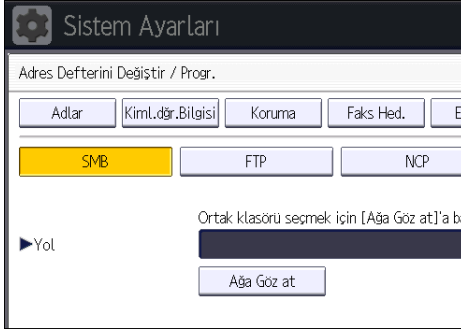 Sistem Ayarları
Adres Defterini Değiştir / Progr.
Adlar Kiml.dğr.Bilgisi Koruma Faks Hed.
SMB FTP NCP
Ortak klasörü seçmek için [Ağa Göz at]'a
▶Yol
Ağa Göz at